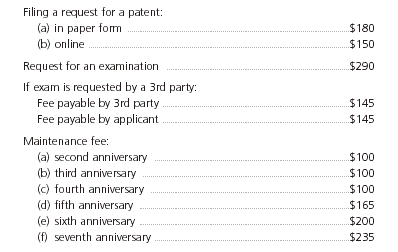 Filing a request for a patent:
(a) in paper form $180
(b) online $150
Request for an examination $290
If exam is requested by a 3rd party:
Fee payable by 3rd party $145
Fee payable by applicant $145
Maintenance fee:
(a) second anniversary $100
(b) third anniversary $100
(c) fourth anniversary $100
(d) fifth anniversary $165
(e) sixth anniversary $200
(f) seventh anniversary $235